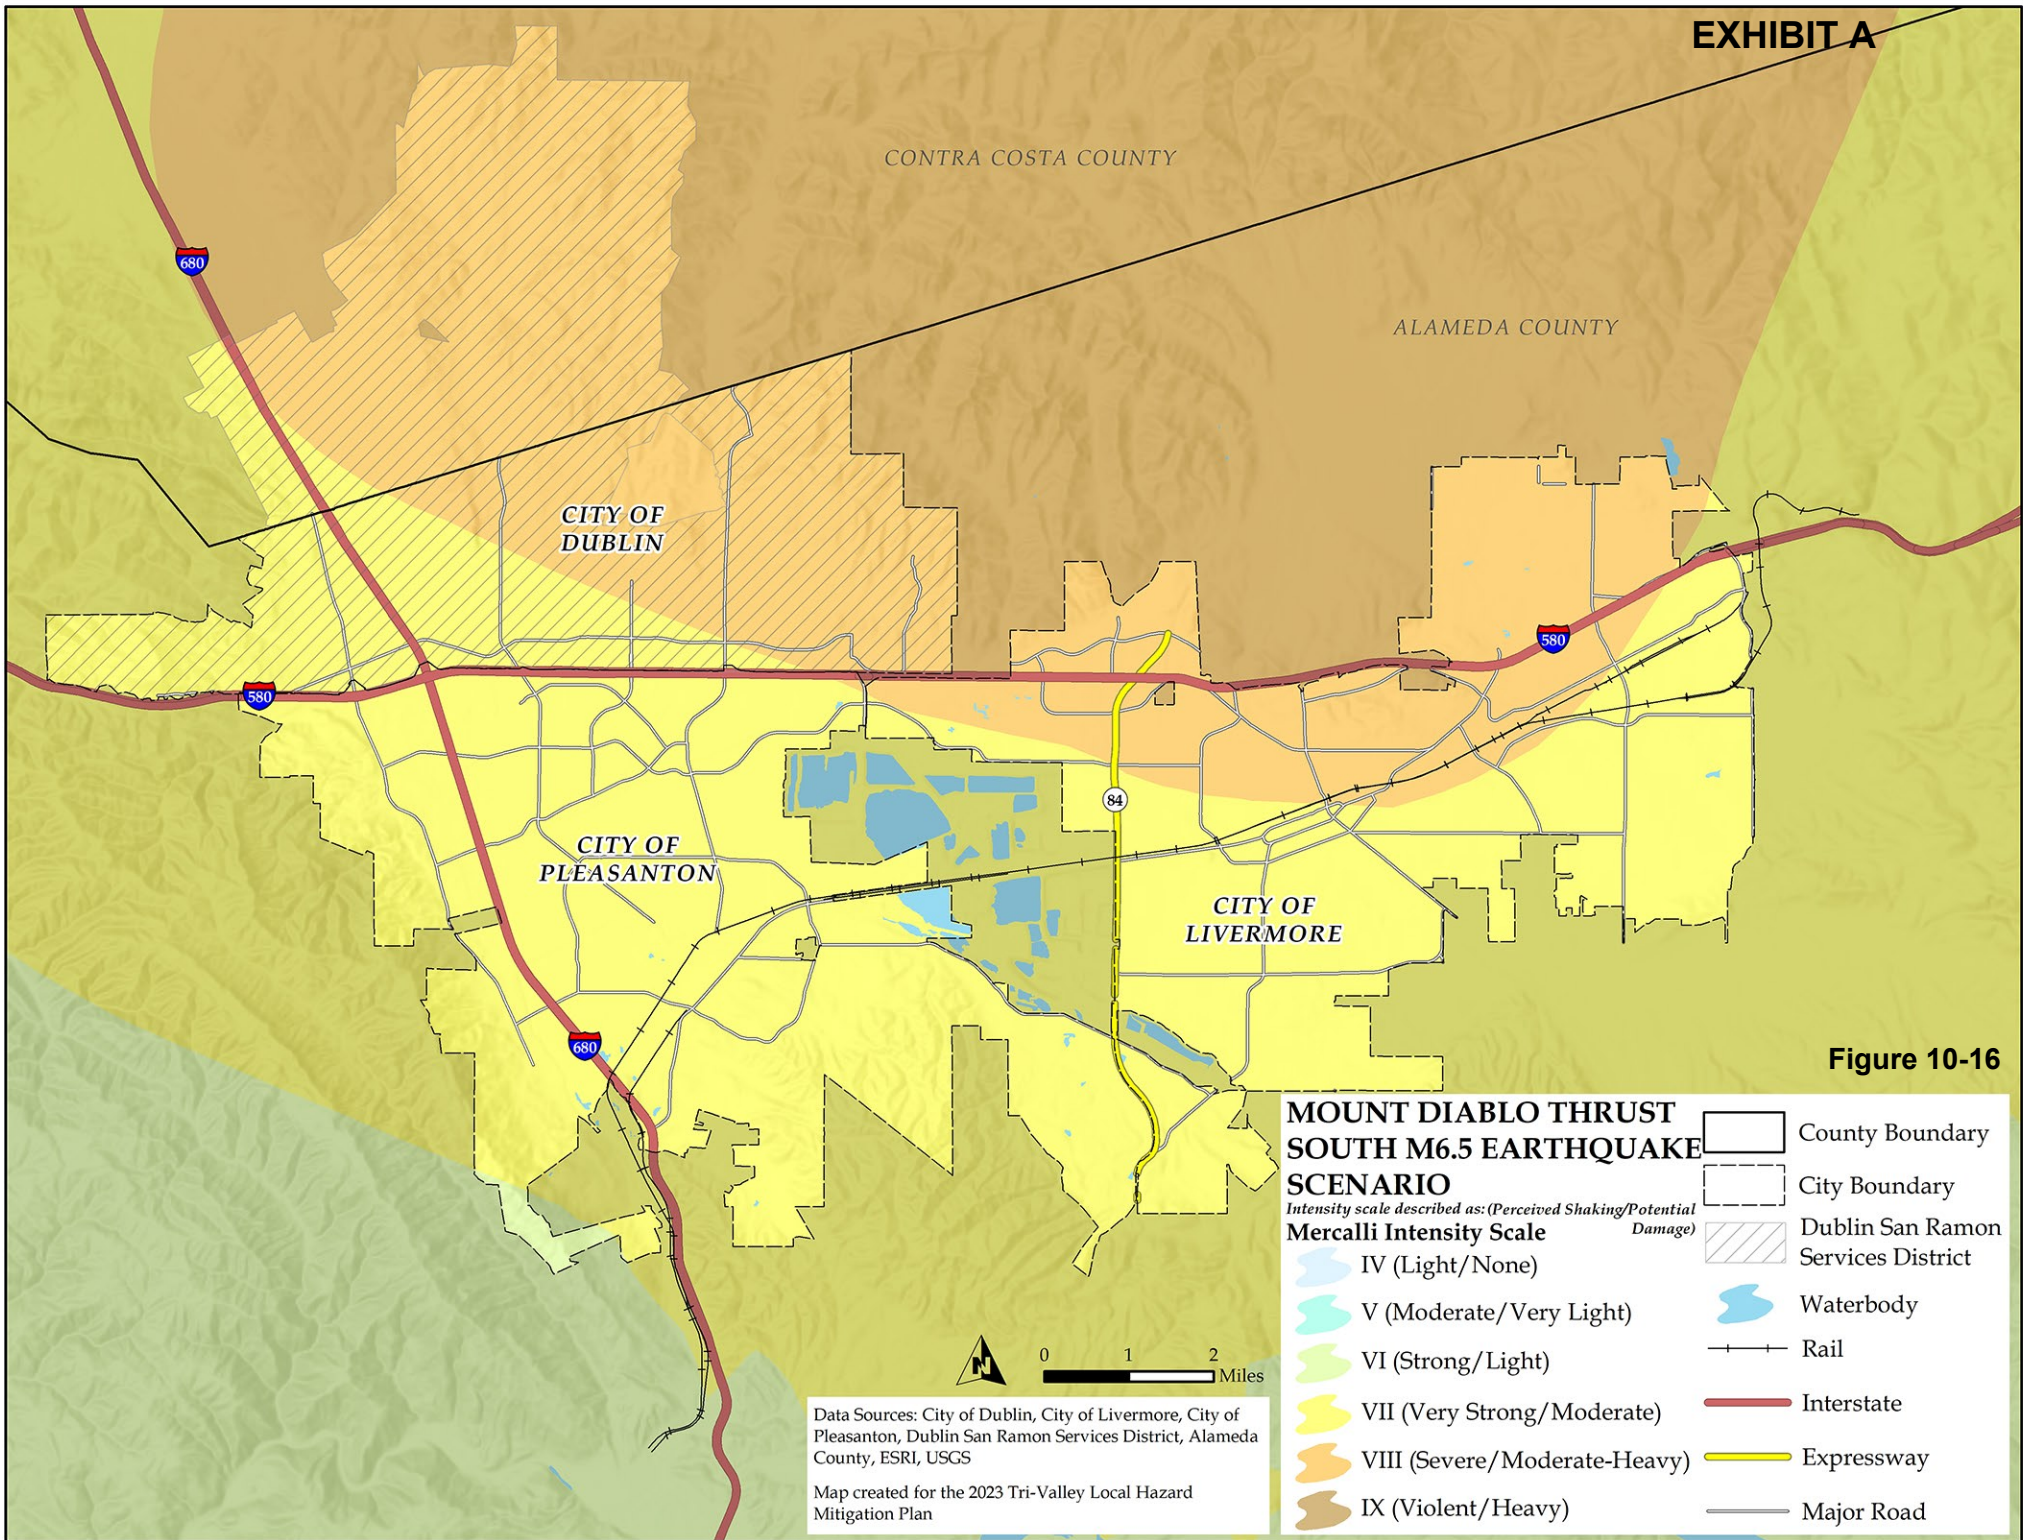 EXHIBIT A
CONTRA COSTA COUNTY
680
ALAMEDA COUNTY
CITY OF
DUBLIN
580
580
84
CITY OF
PLEASANTON
CITY OF
LIVERMORE
680
Figure 10-16
MOUNT DIABLO THRUST
SOUTH M6.5 EARTHQUAKE
SCENARIO
Intensity scale described as: (Perceived Shaking/Potential
Damage)
Mercalli Intensity Scale
IV (Light/None)
V (Moderate/Very Light)
VI (Strong/Light)
VII (Very Strong/Moderate)
VIII (Severe/Moderate-Heavy)
IX (Violent/Heavy)
County Boundary
City Boundary
Dublin San Ramon
Services District
Waterbody
Rail
Interstate
Expressway
Major Road
N
0 1 2
Miles
Data Sources: City of Dublin, City of Livermore, City of
Pleasanton, Dublin San Ramon Services District, Alameda
County, ESRI, USGS
Map created for the 2023 Tri-Valley Local Hazard
Mitigation Plan